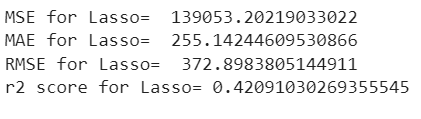 MSE for Lasso=  139053.20219033022
MAE for Lasso=  255.14244609530866
RMSE for Lasso=  372.8983805144911
r2 score for Lasso= 0.42091030269355545